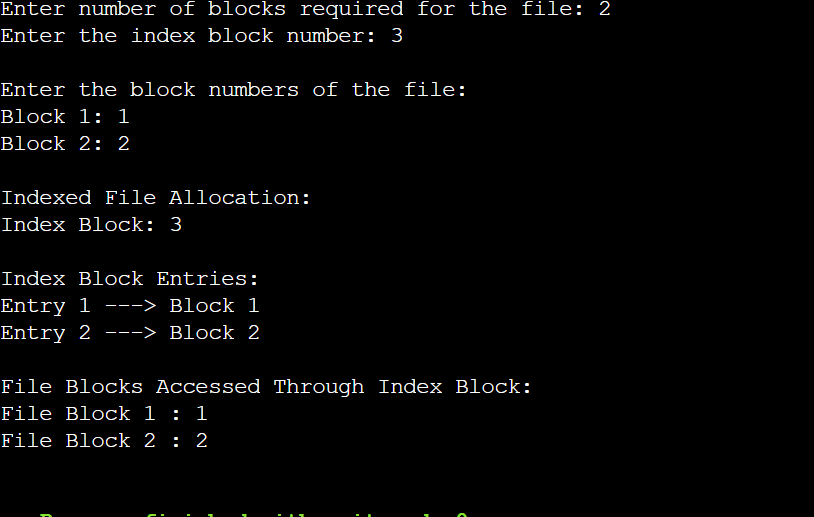 Enter number of blocks required for the file: 2
Enter the index block number: 3
Enter the block numbers of the file:
Block 1: 1
Block 2: 2
Indexed File Allocation:
Index Block: 3
Index Block Entries:
Entry 1 ---> Block 1
Entry 2 ---> Block 2
File Blocks Accessed Through Index Block:
File Block 1 : 1
File Block 2 : 2